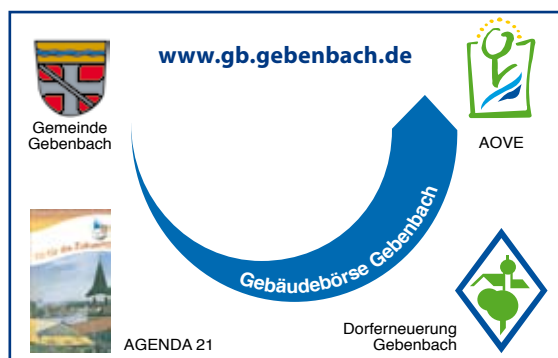 www.gb.gebenbach.de
Gemeinde
Gebenbach
AOVE
Gebäudebörse Gebenbach
AGENDA 21
Dorferneuerung
Gebenbach